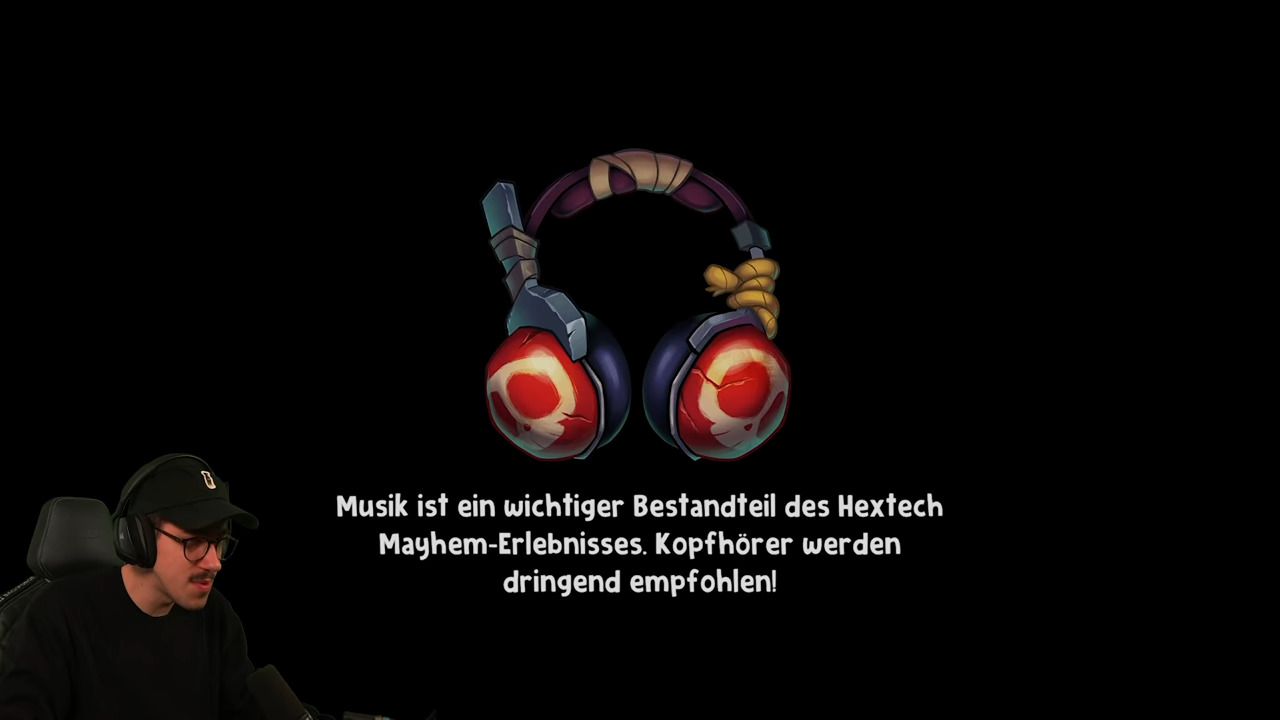 Musik ist ein wichtiger Bestandteil des Hextech
Mayhem-Erlebnisses. Kopfhörer werden
dringend empfohlen!